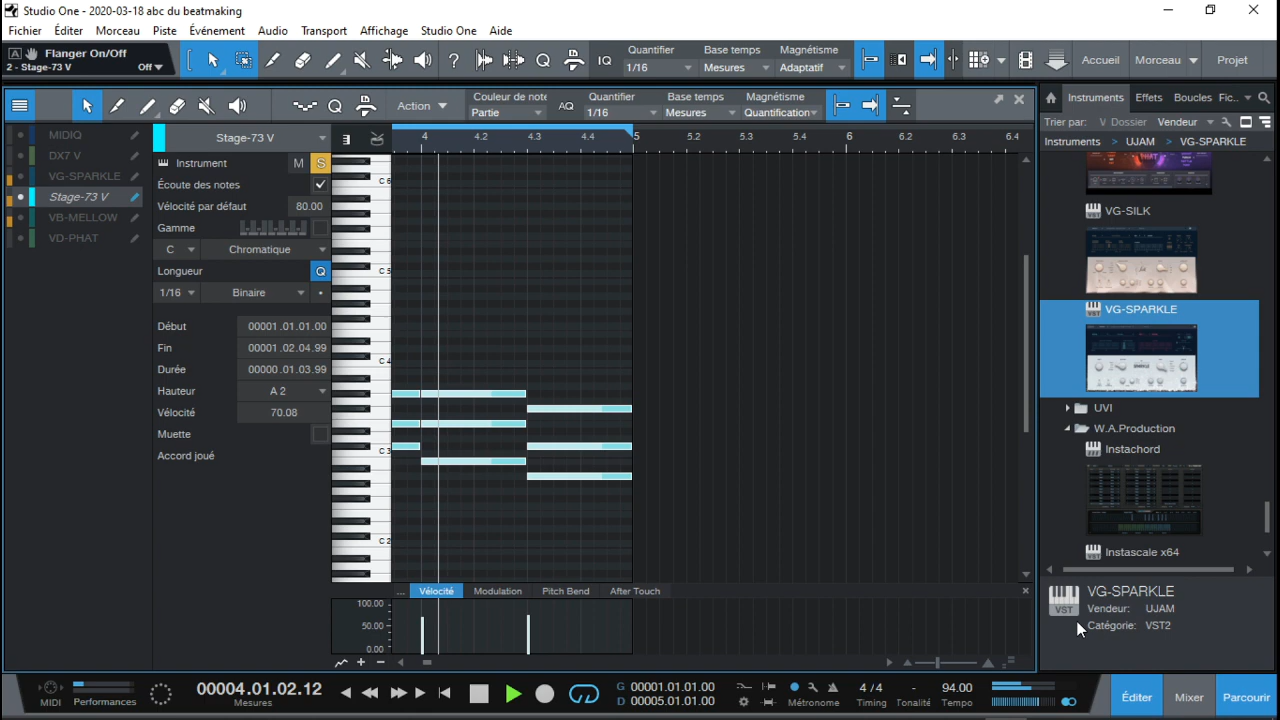 Studio One - 2020-03-18 abc du beatmaking
Fichier Éditer Morceau Piste Événement Audio Transport Affichage Studio One Aide
Flanger On/Off
2 - Stage-73 V Off
IQ
Quantifier
1/16
Base temps
Mesures
Magnétisme
Adaptatif
Accueil Morceau Projet
Action
Couleur de note
Partie
AQ
Quantifier
1/16
Base temps
Mesures
Magnétisme
Quantification
Instruments Effets Boucles Fic..
Trier par: V Dossier Vendeur
Instruments > UJAM > VG-SPARKLE
MIDIQ
DX7 V
VG-SPARKLE
Stage-73 V
VB-MELLOW
VD-PHAT
Stage-73 V
Instrument M S
Écoute des notes
Vélocité par défaut 80.00
Gamme
C Chromatique
Longueur Q
1/16 Binaire
Début 00001.01.01.00
Fin 00001.02.04.99
Durée 00000.01.03.99
Hauteur A 2
Vélocité 70.08
Muette
Accord joué
4 4.2 4.3 4.4 5 5.2 5.3 5.4 6 6.2 6.3 6.4
C 6
C 5
C 4
C 3
C 2
... Vélocité Modulation Pitch Bend After Touch
100.00
50.00
0.00
VG-SILK
VG-SPARKLE
UVI
W.A.Production
Instachord
Instascale x64
VG-SPARKLE
Vendeur: UJAM
Catégorie: VST2
VST
MIDI
Performances
00004.01.02.12
Mesures
G 00001.01.01.00
D 00005.01.01.00
Métronome
4 / 4
Timing
-
Tonalité
94.00
Tempo
Éditer Mixer Parcourir